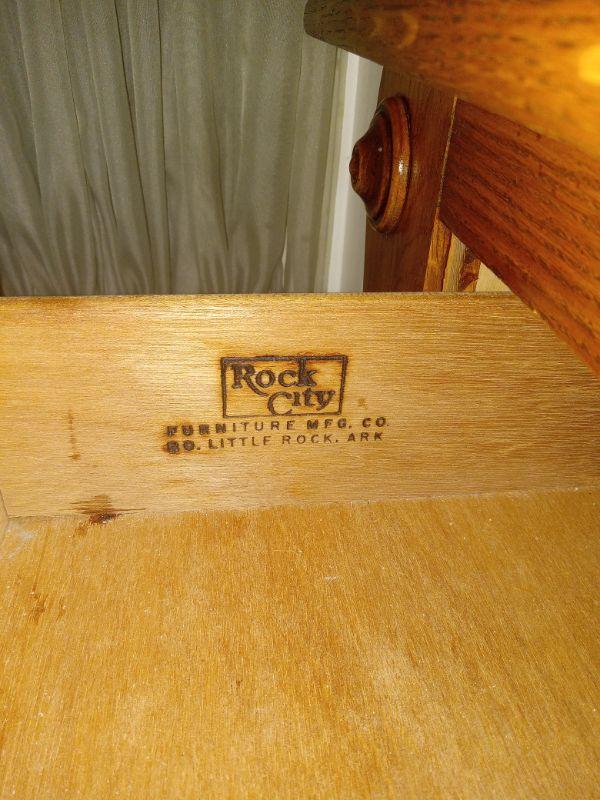 Rock
City
FURNITURE MFG. CO.
NO. LITTLE ROCK, ARK